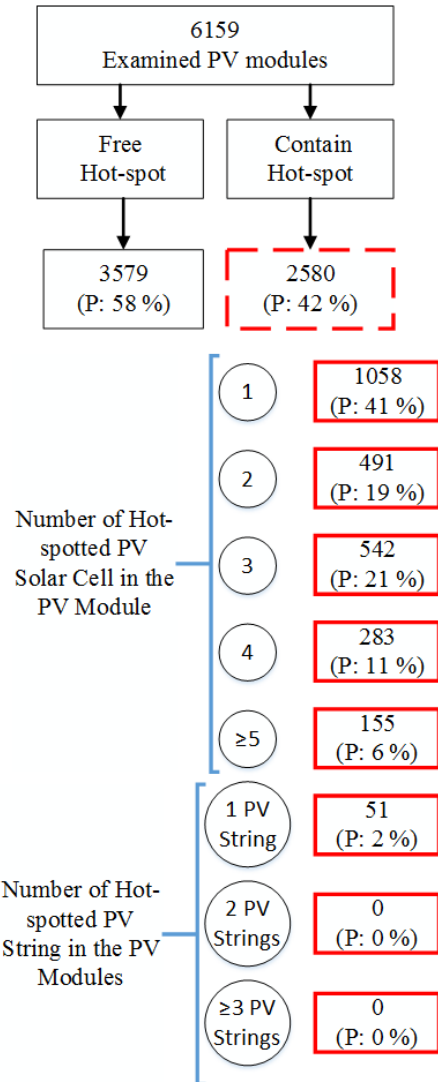 6159
Examined PV modules
Free
Hot-spot
Contain
Hot-spot
3579
(P: 58 %)
2580
(P: 42 %)
Number of Hot-
spotted PV
Solar Cell in the
PV Module
1
1058
(P: 41 %)
2
491
(P: 19 %)
3
542
(P: 21 %)
4
283
(P: 11 %)
≥5
155
(P: 6 %)
Number of Hot-
spotted PV
String in the PV
Modules
1 PV
String
51
(P: 2 %)
2 PV
Strings
0
(P: 0 %)
≥3 PV
Strings
0
(P: 0 %)